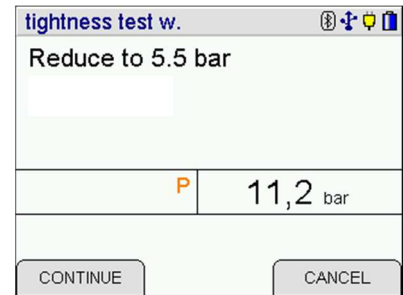 tightness test w.
Reduce to 5.5 bar
P 11,2 bar
CONTINUE CANCEL